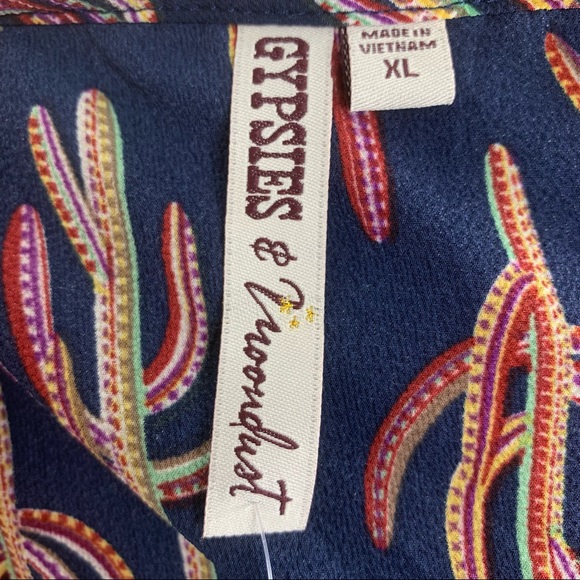 GYPSIES & Moondust
MADE IN
VIETNAM
XL